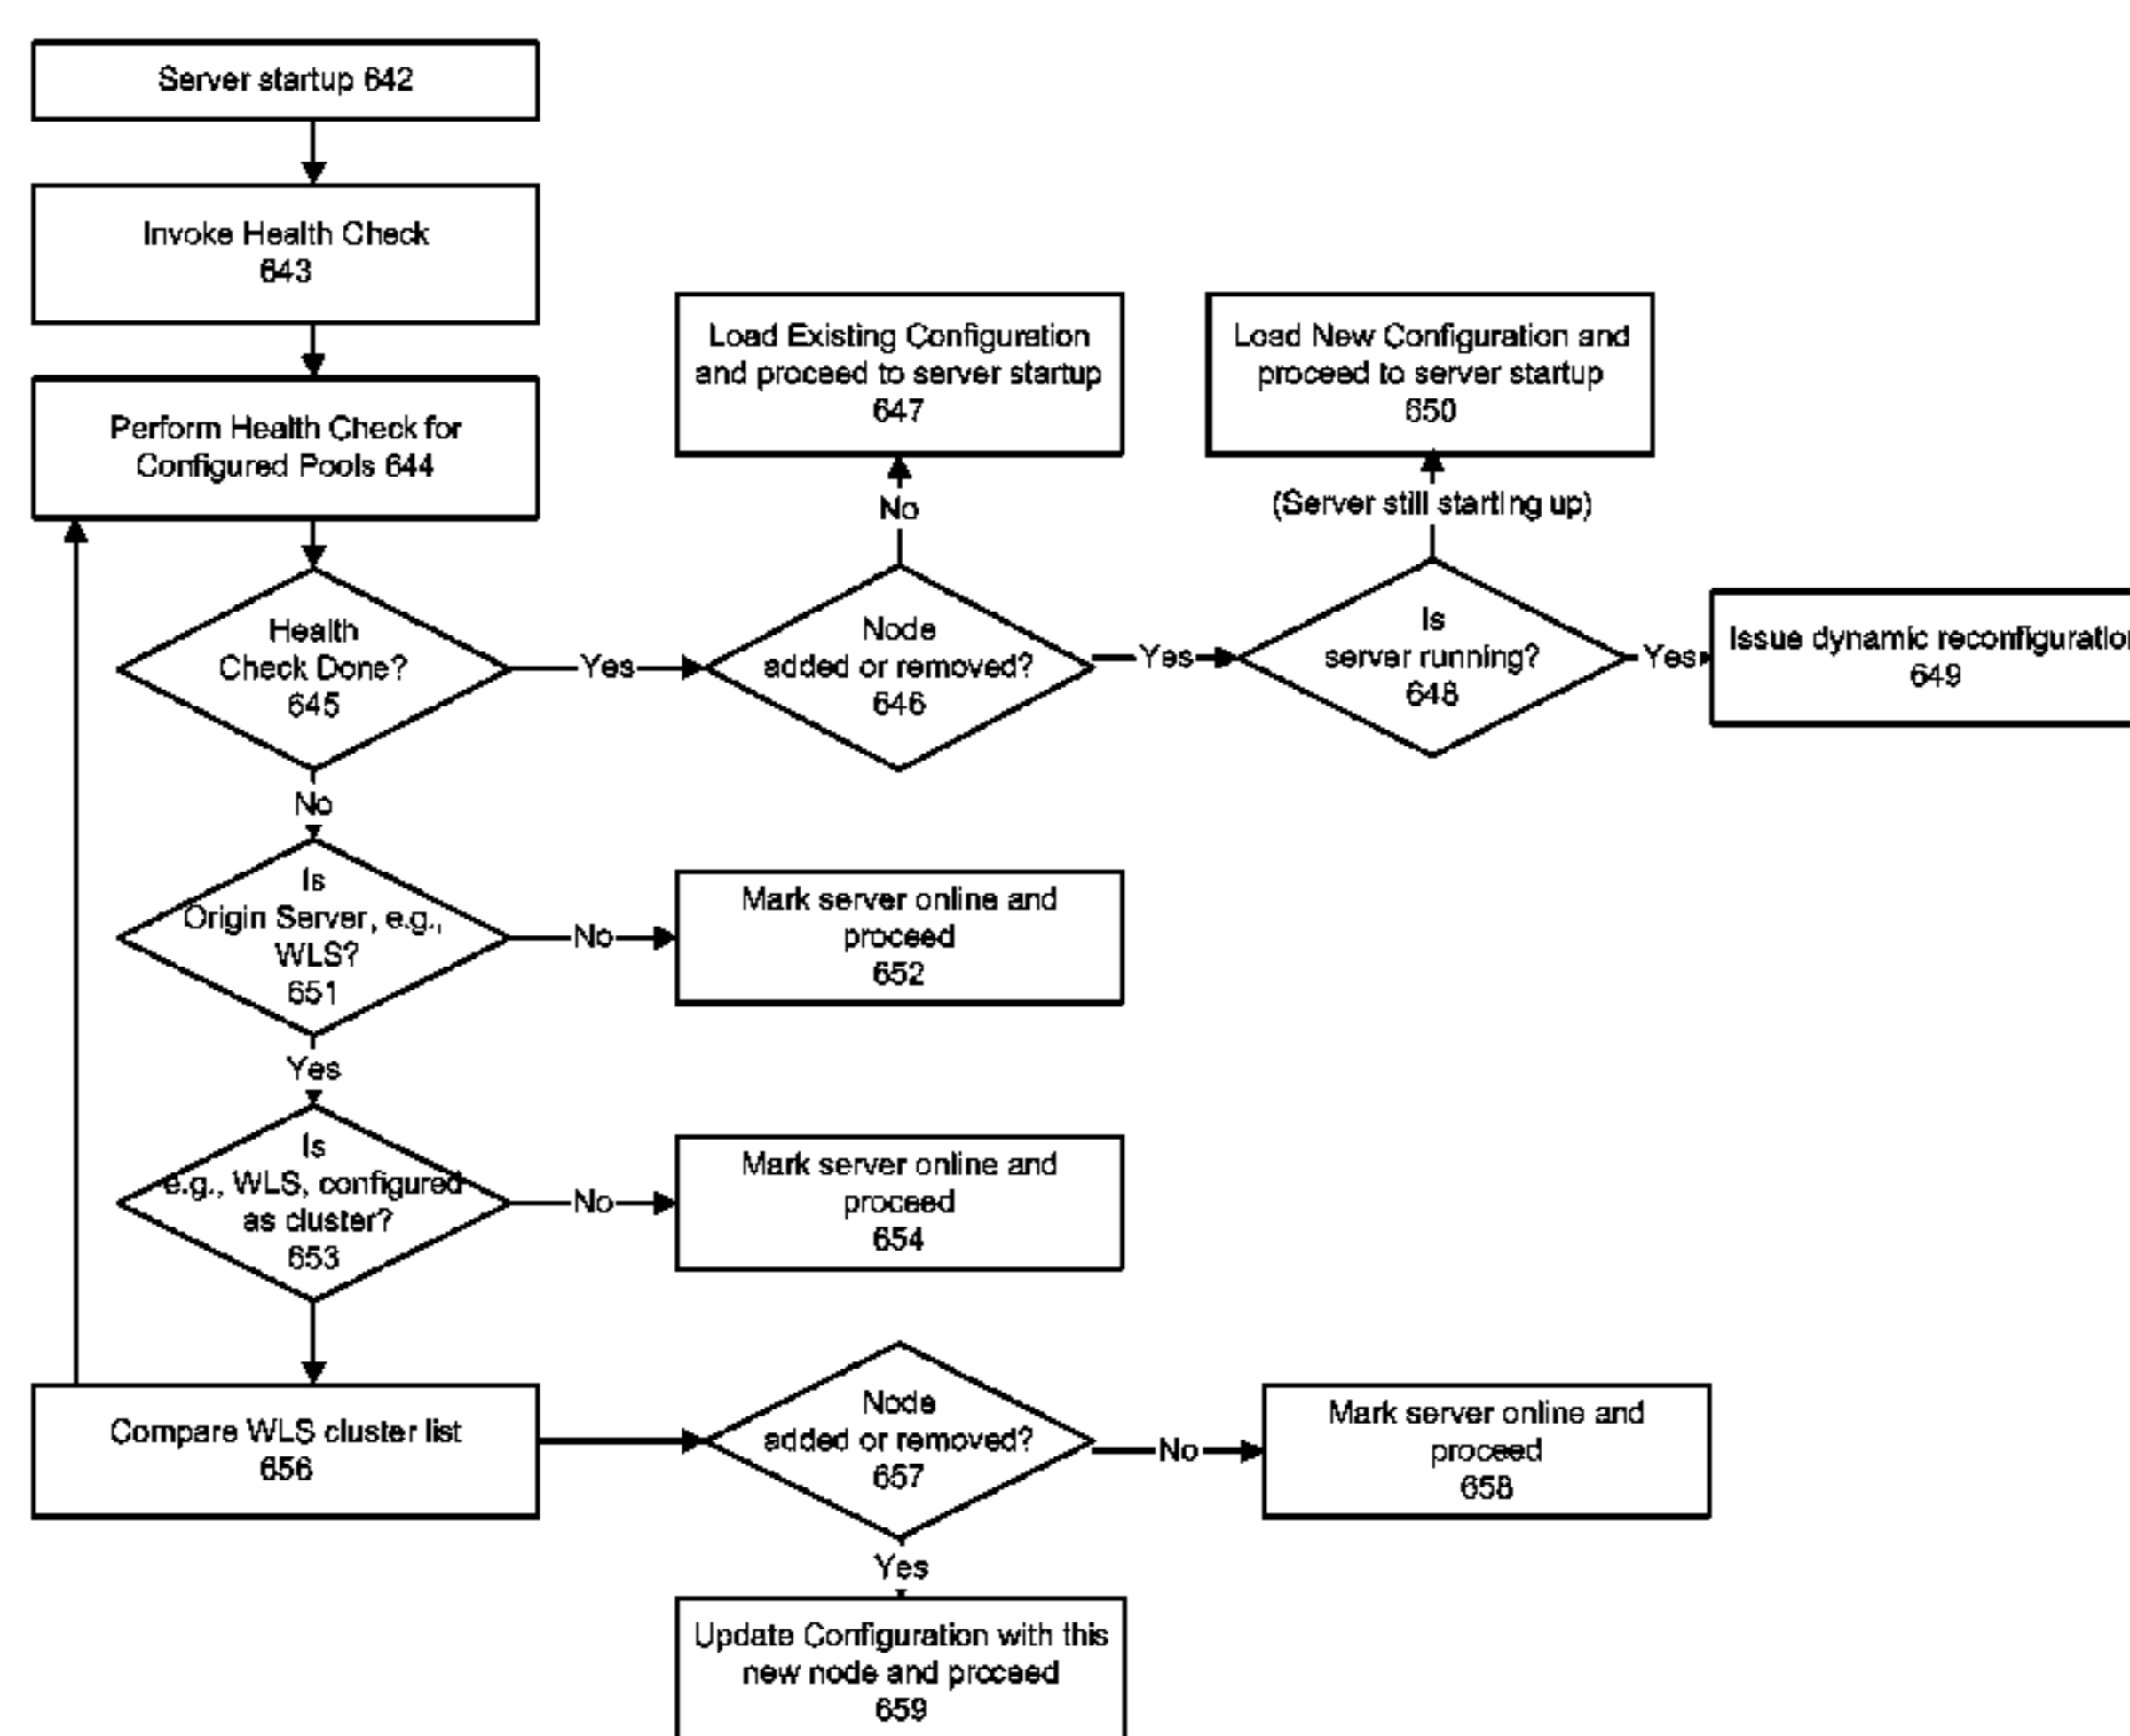 Server startup 642
Invoke Health Check
643
Perform Health Check for
Configured Pools 644
Load Existing Configuration
and proceed to server startup
647
Load New Configuration and
proceed to server startup
650
No
(Server still starting up)
Health
Check Done?
645
Yes
Node
added or removed?
646
Yes
Is
server running?
648
Yes
Issue dynamic reconfiguration
649
No
Is
Origin Server, e.g.,
WLS?
651
No
Mark server online and
proceed
652
Yes
Is
e.g., WLS, configured
as cluster?
653
No
Mark server online and
proceed
654
Compare WLS cluster list
656
Node
added or removed?
657
No
Mark server online and
proceed
658
Yes
Update Configuration with this
new node and proceed
659